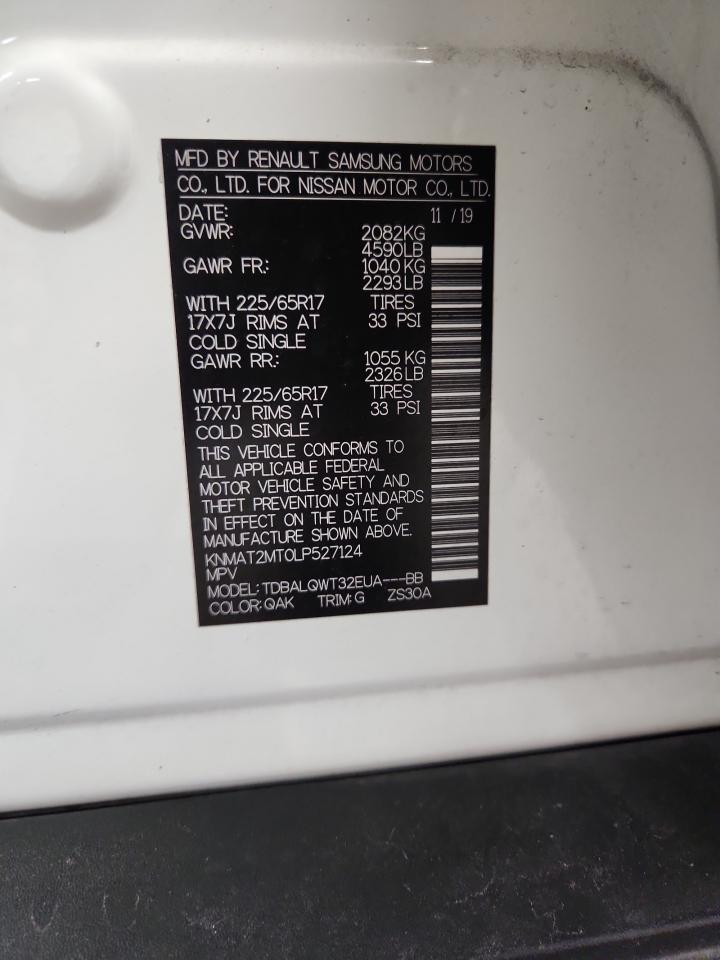 MFD BY RENAULT SAMSUNG MOTORS
CO., LTD. FOR NISSAN MOTOR CO., LTD.
DATE: 11 / 19
GVWR: 2082KG
4590LB
GAWR FR.: 1040 KG
2293 LB
WITH 225/65R17 TIRES
17X7J RIMS AT 33 PSI
COLD SINGLE
GAWR RR.: 1055 KG
2326 LB
WITH 225/65R17 TIRES
17X7J RIMS AT 33 PSI
COLD SINGLE
THIS VEHICLE CONFORMS TO
ALL APPLICABLE FEDERAL
MOTOR VEHICLE SAFETY AND
THEFT PREVENTION STANDARDS
IN EFFECT ON THE DATE OF
MANUFACTURE SHOWN ABOVE.
KNMAT2MT0LP527124
MPV
MODEL: TDBALQWT32EUA---BB
COLOR: QAK TRIM: G ZS30A